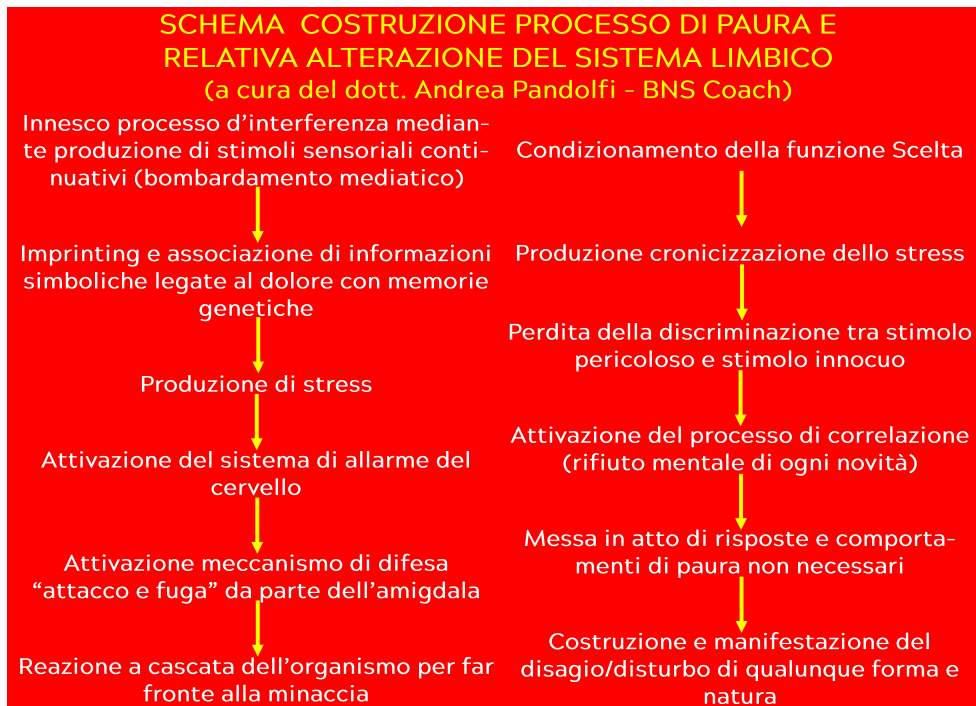 SCHEMA COSTRUZIONE PROCESSO DI PAURA E
RELATIVA ALTERAZIONE DEL SISTEMA LIMBICO
(a cura del dott. Andrea Pandolfi - BNS Coach)
Innesco processo d'interferenza median-
te produzione di stimoli sensoriali conti-
nuativi (bombardamento mediatico)
Imprinting e associazione di informazioni
simboliche legate al dolore con memorie
genetiche
Produzione di stress
Attivazione del sistema di allarme del
cervello
Attivazione meccanismo di difesa
“attacco e fuga” da parte dell'amigdala
Reazione a cascata dell'organismo per far
fronte alla minaccia
Condizionamento della funzione Scelta
Produzione cronicizzazione dello stress
Perdita della discriminazione tra stimolo
pericoloso e stimolo innocuo
Attivazione del processo di correlazione
(rifiuto mentale di ogni novità)
Messa in atto di risposte e comporta-
menti di paura non necessari
Costruzione e manifestazione del
disagio/disturbo di qualunque forma e
natura